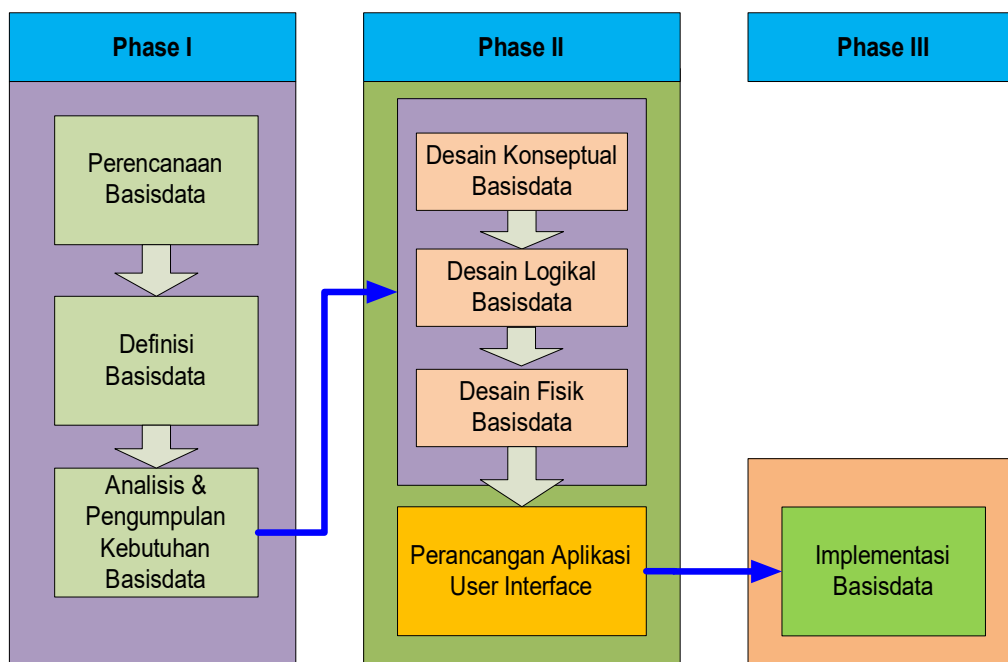 Phase I
Perencanaan
Basisdata
Definisi
Basisdata
Analisis &
Pengumpulan
Kebutuhan
Basisdata
Phase II
Desain Konseptual
Basisdata
Desain Logikal
Basisdata
Desain Fisik
Basisdata
Perancangan Aplikasi
User Interface
Phase III
Implementasi
Basisdata